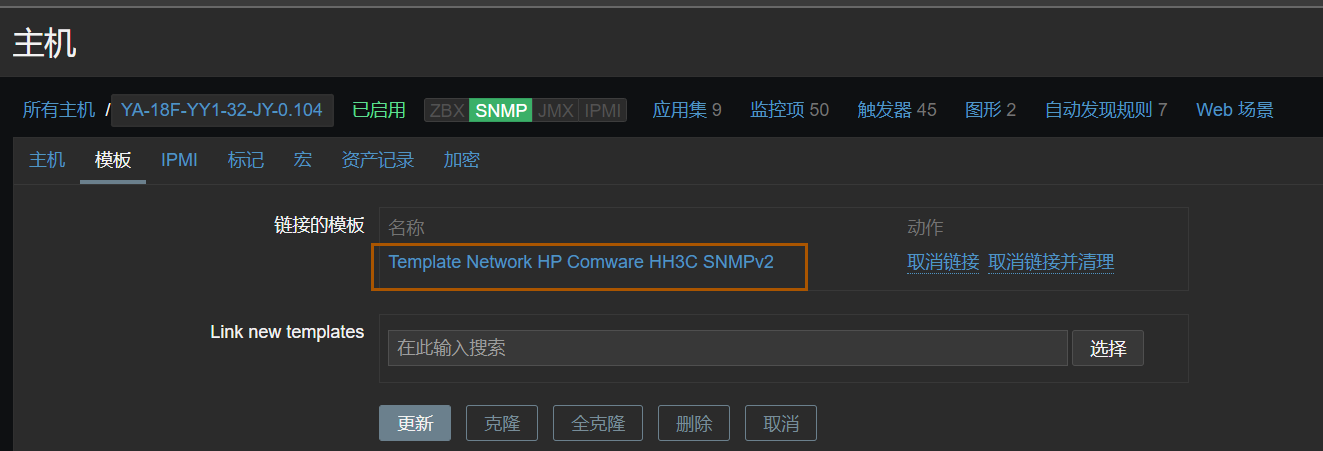 主机
所有主机 / YA-18F-YY1-32-JY-0.104 已启用 ZBX SNMP JMX IPMI 应用集 9 监控项 50 触发器 45 图形 2 自动发现规则 7 Web 场景
主机 模板 IPMI 标记 宏 资产记录 加密
链接的模板 名称 动作
Template Network HP Comware HH3C SNMPv2 取消链接 取消链接并清理
Link new templates 在此输入搜索 选择
更新 克隆 全克隆 删除 取消